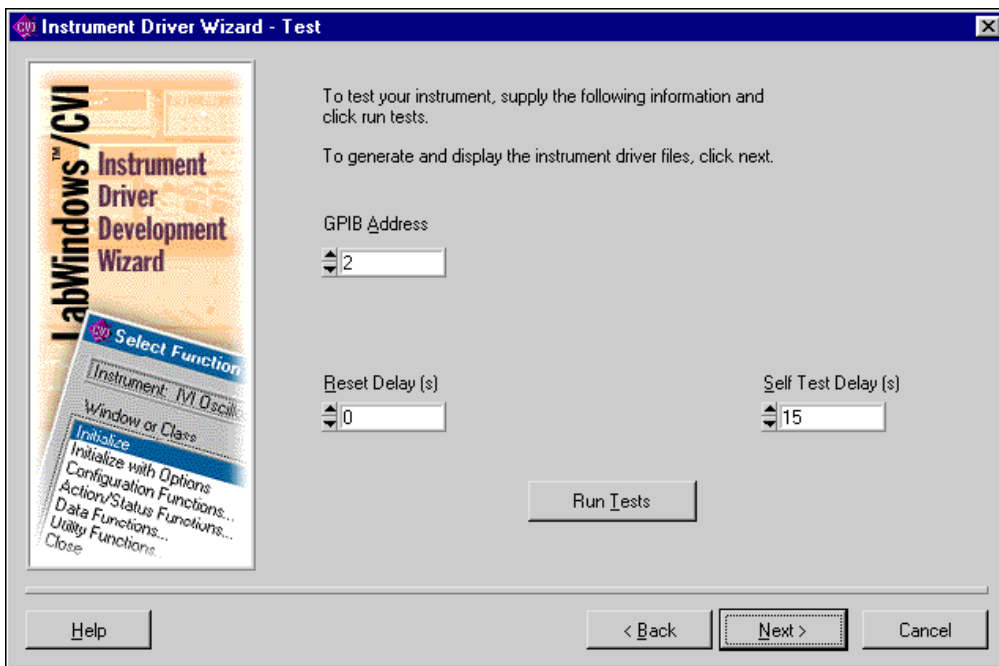 CVI Instrument Driver Wizard - Test
LabWindows™/CVI
Instrument
Driver
Development
Wizard
To test your instrument, supply the following information and
click run tests.
To generate and display the instrument driver files, click next.
GPIB Address
2
Reset Delay (s)
0
Self Test Delay (s)
15
Run Tests
CVI Select Function
Instrument: IVI Oscillo
Window or Class
Initialize
Initialize with Options
Configuration Functions...
Action/Status Functions...
Data Functions...
Utility Functions...
Close
Help
< Back
Next >
Cancel